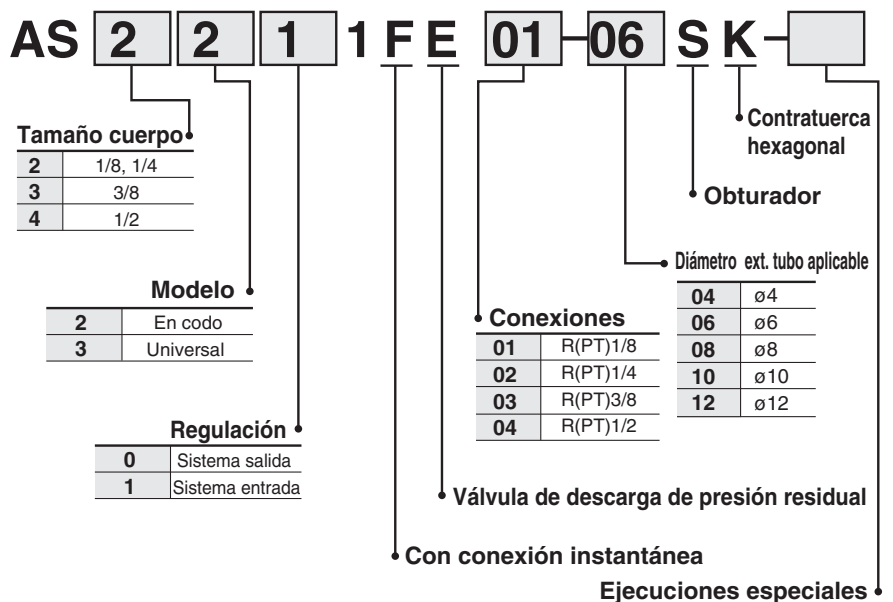 AS 2 2 1 1 F E 01-06 S K-
Contratuerca
hexagonal
Tamaño cuerpo
2 1/8, 1/4
3 3/8
4 1/2
Obturador
Diámetro ext. tubo aplicable
04 ø4
06 ø6
08 ø8
10 ø10
12 ø12
Modelo
2 En codo
3 Universal
Conexiones
01 R(PT)1/8
02 R(PT)1/4
03 R(PT)3/8
04 R(PT)1/2
Regulación
0 Sistema salida
1 Sistema entrada
Válvula de descarga de presión residual
Con conexión instantánea
Ejecuciones especiales